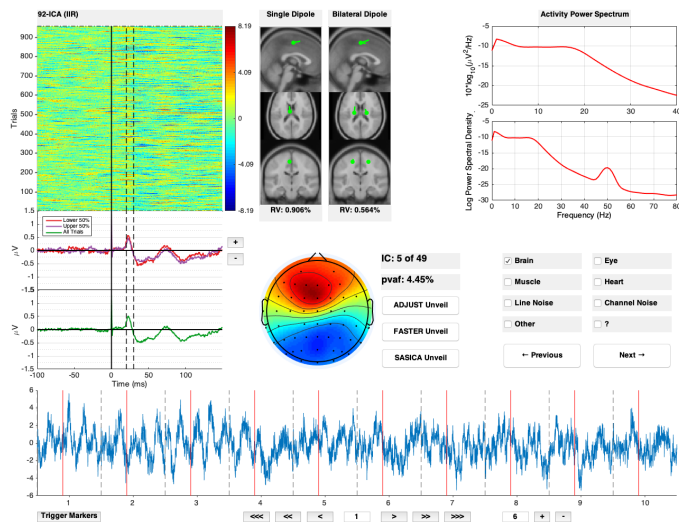 92-ICA (IIR)
Trials
900
800
700
600
500
400
300
200
100
8.19
4.09
0
-4.09
-8.19
Single Dipole
Bilateral Dipole
RV: 0.906%
RV: 0.564%
Activity Power Spectrum
10*log10(μV²/Hz)
-5
-10
-15
-20
-25
0
20
40
60
80
Log Power Spectral Density
-5
-10
-15
-20
-25
-30
0
10
20
30
40
50
60
70
80
Frequency (Hz)
μV
1.5
1
0.5
0
-0.5
-1
1.5
Lower 50%
Upper 50%
All Trials
+
-
μV
1
0.5
0
-0.5
-1
-1.5
-100
-50
0
50
100
Time (ms)
IC: 5 of 49
pvaf: 4.45%
ADJUST Unveil
FASTER Unveil
SASICA Unveil
✓ Brain
Eye
Muscle
Heart
Line Noise
Channel Noise
Other
?
← Previous
Next →
6
4
2
0
-2
-4
-6
1
2
3
4
5
6
7
8
9
10
Trigger Markers
<<<
<<
<
1
>
>>
>>>
6
+
-